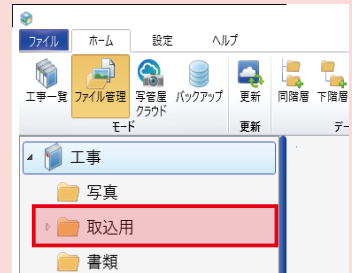 ファイル ホーム 設定 ヘルプ
工事一覧 ファイル管理 写管屋クラウド バックアップ 更新 同階層 下階層
モード 更新 デー
工事
写真
取込用
書類